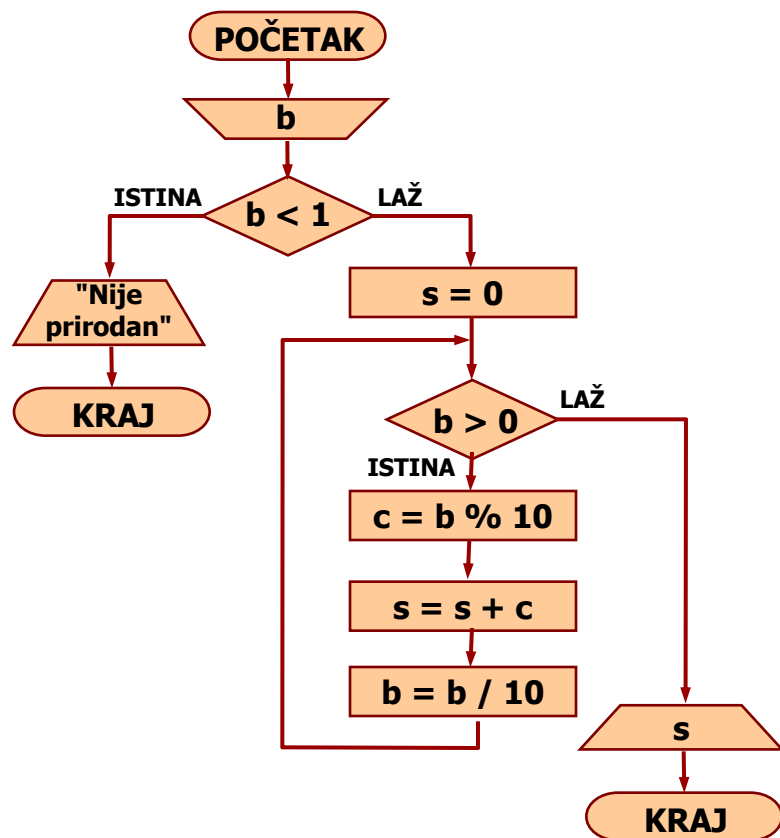 POČETAK
b
ISTINA
LAŽ
b < 1
"Nije
prirodan"
s = 0
KRAJ
b > 0
LAŽ
ISTINA
c = b % 10
s = s + c
b = b / 10
s
KRAJ